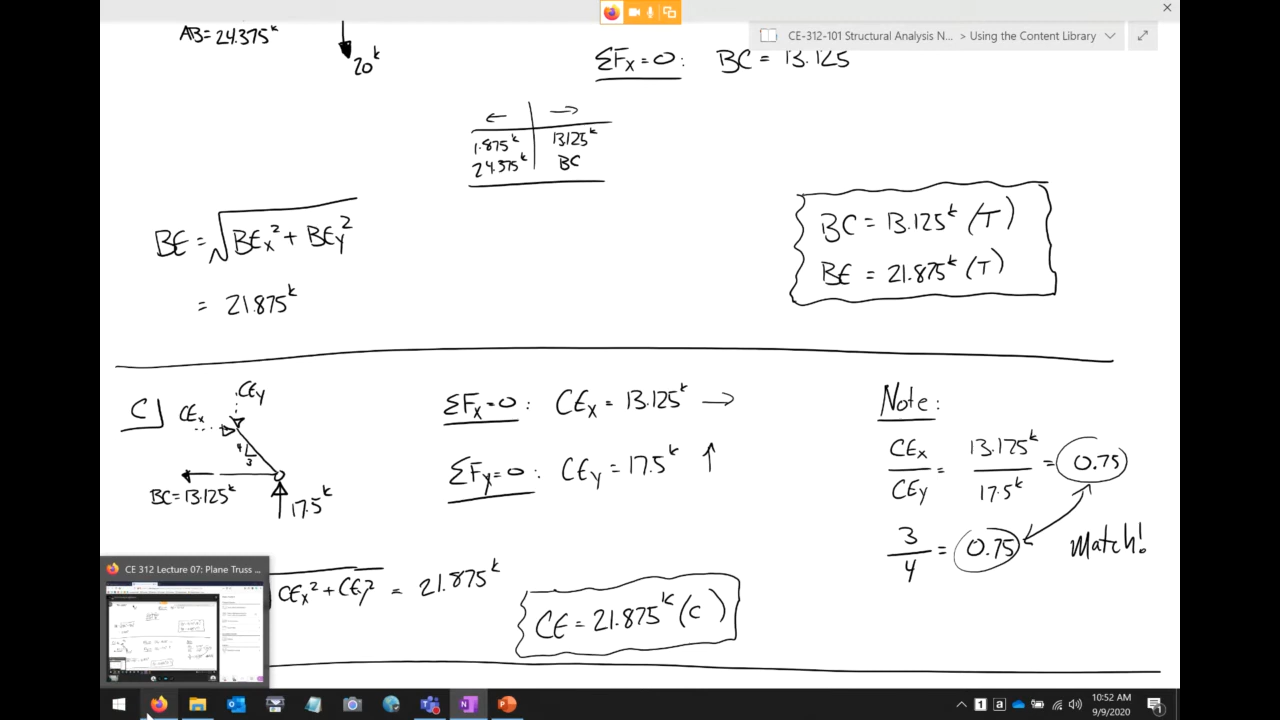 CE-312-101 Structural Analysis N... > Using the Content Library
AB=24.375ᵏ
20ᵏ
ΣFx=0: BC = 13.125
← | →
1.875ᵏ | 13.125ᵏ
24.375ᵏ | BC
BE = √BEx² + BEy²
= 21.875ᵏ
BC = 13.125ᵏ (T)
BE = 21.875ᵏ (T)
C
CEy
CEx
4
3
BC=13.125ᵏ
17.5ᵏ
ΣFx=0: CEx = 13.125ᵏ →
ΣFy=0: CEy = 17.5ᵏ ↑
Note:
CEx/CEy = 13.125ᵏ/17.5ᵏ = 0.75
3/4 = 0.75 Match!
CE 312 Lecture 07: Plane Truss ...
CEx² + CEy² = 21.875ᵏ
CE = 21.875ᵏ (C)
10:52 AM
9/9/2020